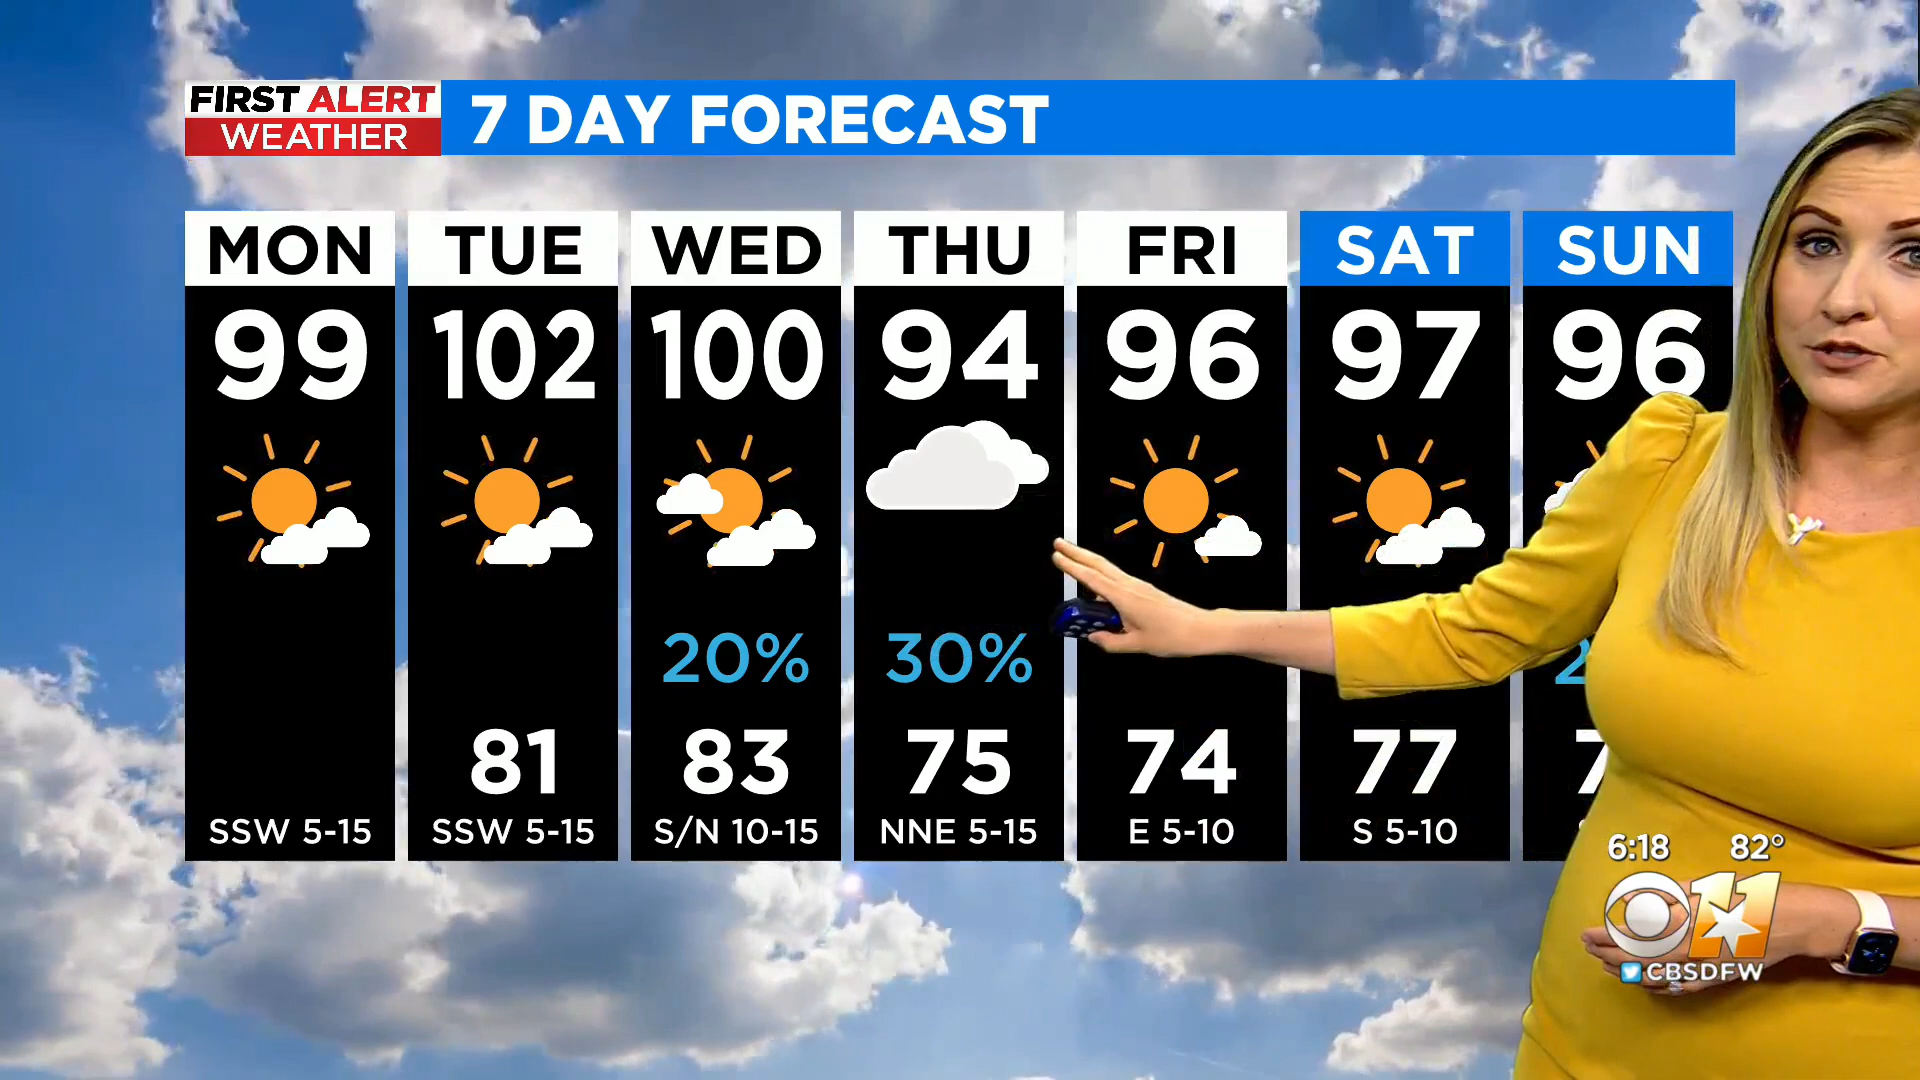 FIRST ALERT
WEATHER
7 DAY FORECAST
MON TUE WED THU FRI SAT SUN
99 102 100 94 96 97 96
20% 30%
81 83 75 74 77
SSW 5-15 SSW 5-15 S/N 10-15 NNE 5-15 E 5-10 S 5-10
6:18 82°
11
CBSDFW